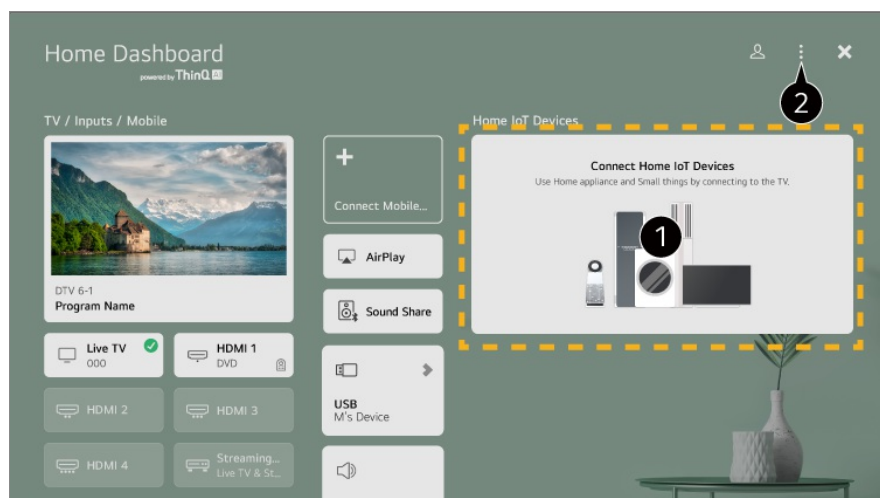 Home Dashboard
powered by ThinQ AI
2
TV / Inputs / Mobile
DTV 6-1
Program Name
Live TV
000
HDMI 1
DVD
HDMI 2
HDMI 3
HDMI 4
Streaming...
Live TV & St...
+
Connect Mobile...
AirPlay
Sound Share
USB
M's Device
Home IoT Devices
Connect Home IoT Devices
Use Home appliance and Small things by connecting to the TV.
1